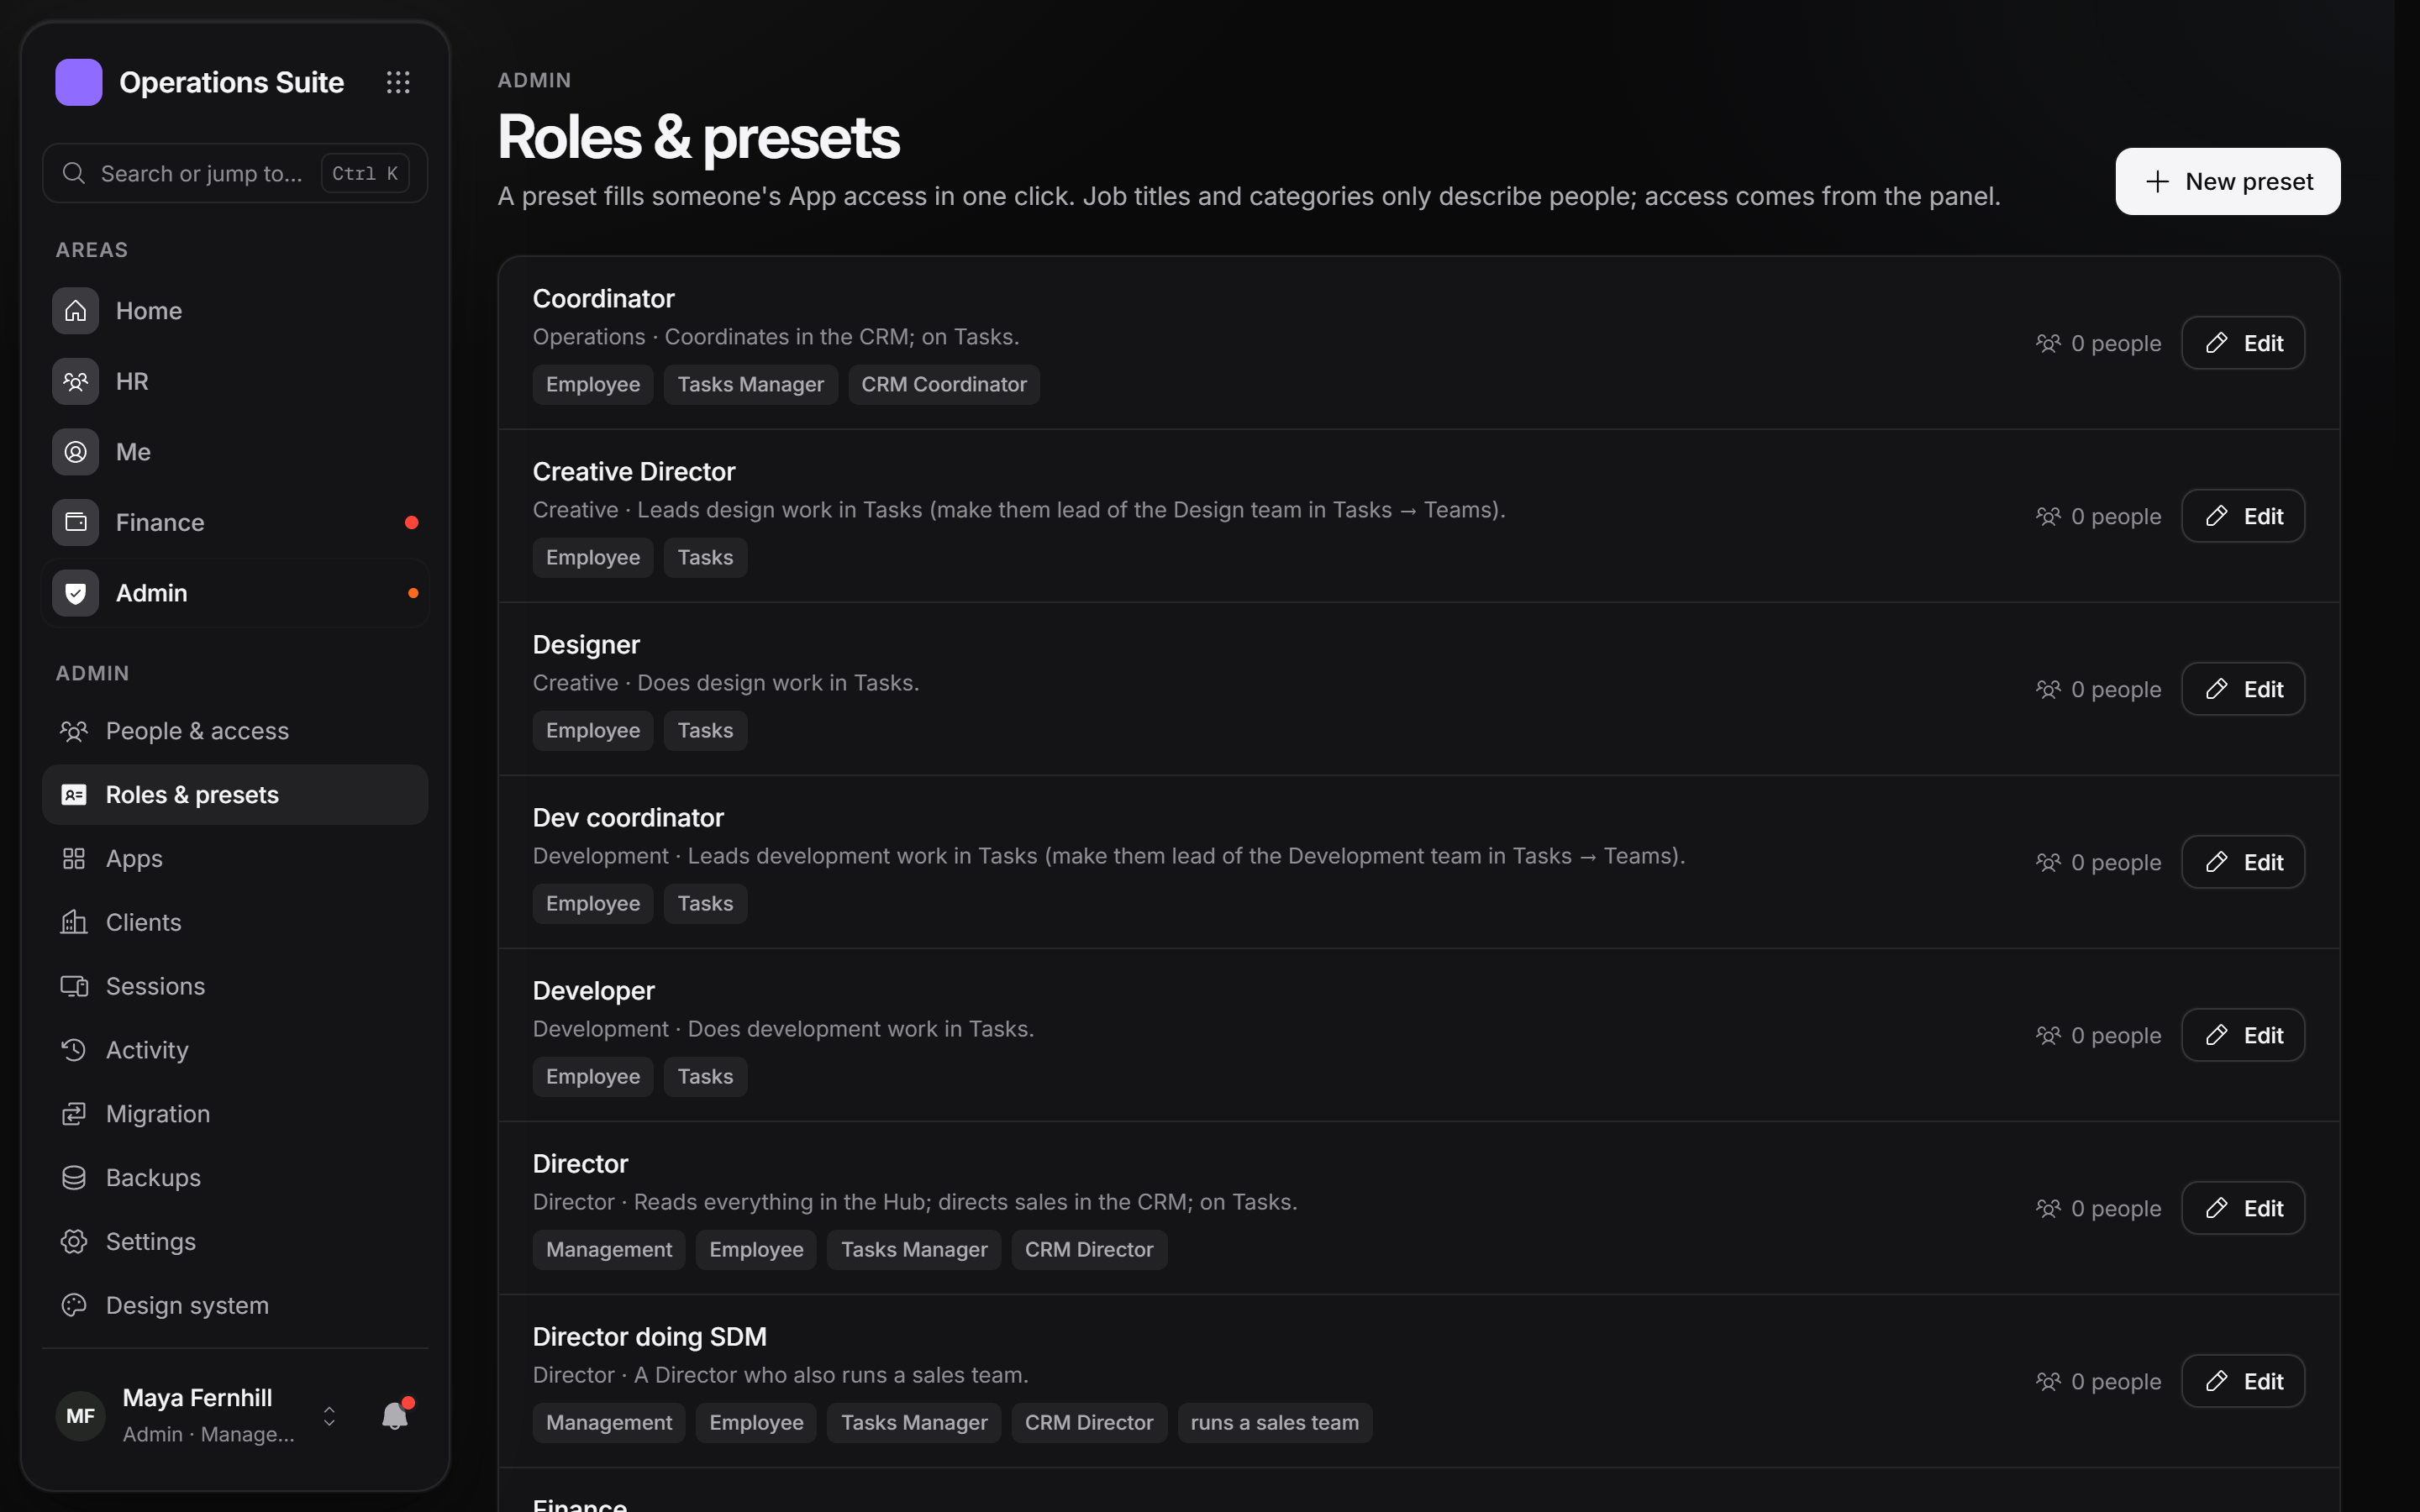 Operations Suite
Search or jump to... Ctrl K
AREAS
Home
HR
Me
Finance
Admin
ADMIN
People & access
Roles & presets
Apps
Clients
Sessions
Activity
Migration
Backups
Settings
Design system
MF
Maya Fernhill
Admin · Manage...
ADMIN
Roles & presets
A preset fills someone's App access in one click. Job titles and categories only describe people; access comes from the panel.
New preset
Coordinator
Operations · Coordinates in the CRM; on Tasks.
Employee Tasks Manager CRM Coordinator
0 people Edit
Creative Director
Creative · Leads design work in Tasks (make them lead of the Design team in Tasks → Teams).
Employee Tasks
0 people Edit
Designer
Creative · Does design work in Tasks.
Employee Tasks
0 people Edit
Dev coordinator
Development · Leads development work in Tasks (make them lead of the Development team in Tasks → Teams).
Employee Tasks
0 people Edit
Developer
Development · Does development work in Tasks.
Employee Tasks
0 people Edit
Director
Director · Reads everything in the Hub; directs sales in the CRM; on Tasks.
Management Employee Tasks Manager CRM Director
0 people Edit
Director doing SDM
Director · A Director who also runs a sales team.
Management Employee Tasks Manager CRM Director runs a sales team
0 people Edit
Finance